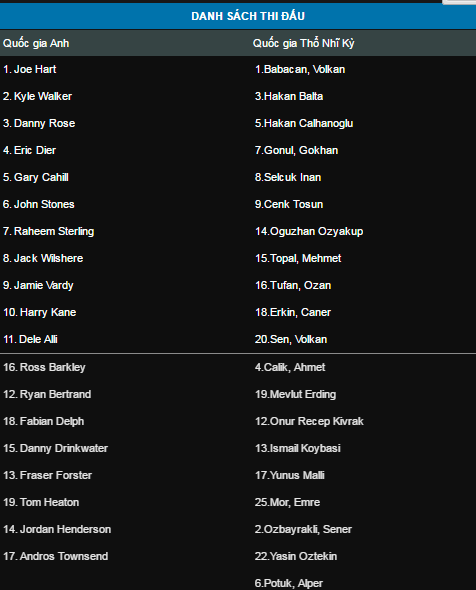 DANH SÁCH THI ĐẤU
Quốc gia Anh Quốc gia Thổ Nhĩ Kỳ
1. Joe Hart 1.Babacan, Volkan
2. Kyle Walker 3.Hakan Balta
3. Danny Rose 5.Hakan Calhanoglu
4. Eric Dier 7.Gonul, Gokhan
5. Gary Cahill 8.Selcuk Inan
6. John Stones 9.Cenk Tosun
7. Raheem Sterling 14.Oguzhan Ozyakup
8. Jack Wilshere 15.Topal, Mehmet
9. Jamie Vardy 16.Tufan, Ozan
10. Harry Kane 18.Erkin, Caner
11. Dele Alli 20.Sen, Volkan
16. Ross Barkley 4.Calik, Ahmet
12. Ryan Bertrand 19.Mevlut Erding
18. Fabian Delph 12.Onur Recep Kivrak
15. Danny Drinkwater 13.Ismail Koybasi
13. Fraser Forster 17.Yunus Malli
19. Tom Heaton 25.Mor, Emre
14. Jordan Henderson 2.Ozbayrakli, Sener
17. Andros Townsend 22.Yasin Oztekin
6.Potuk, Alper